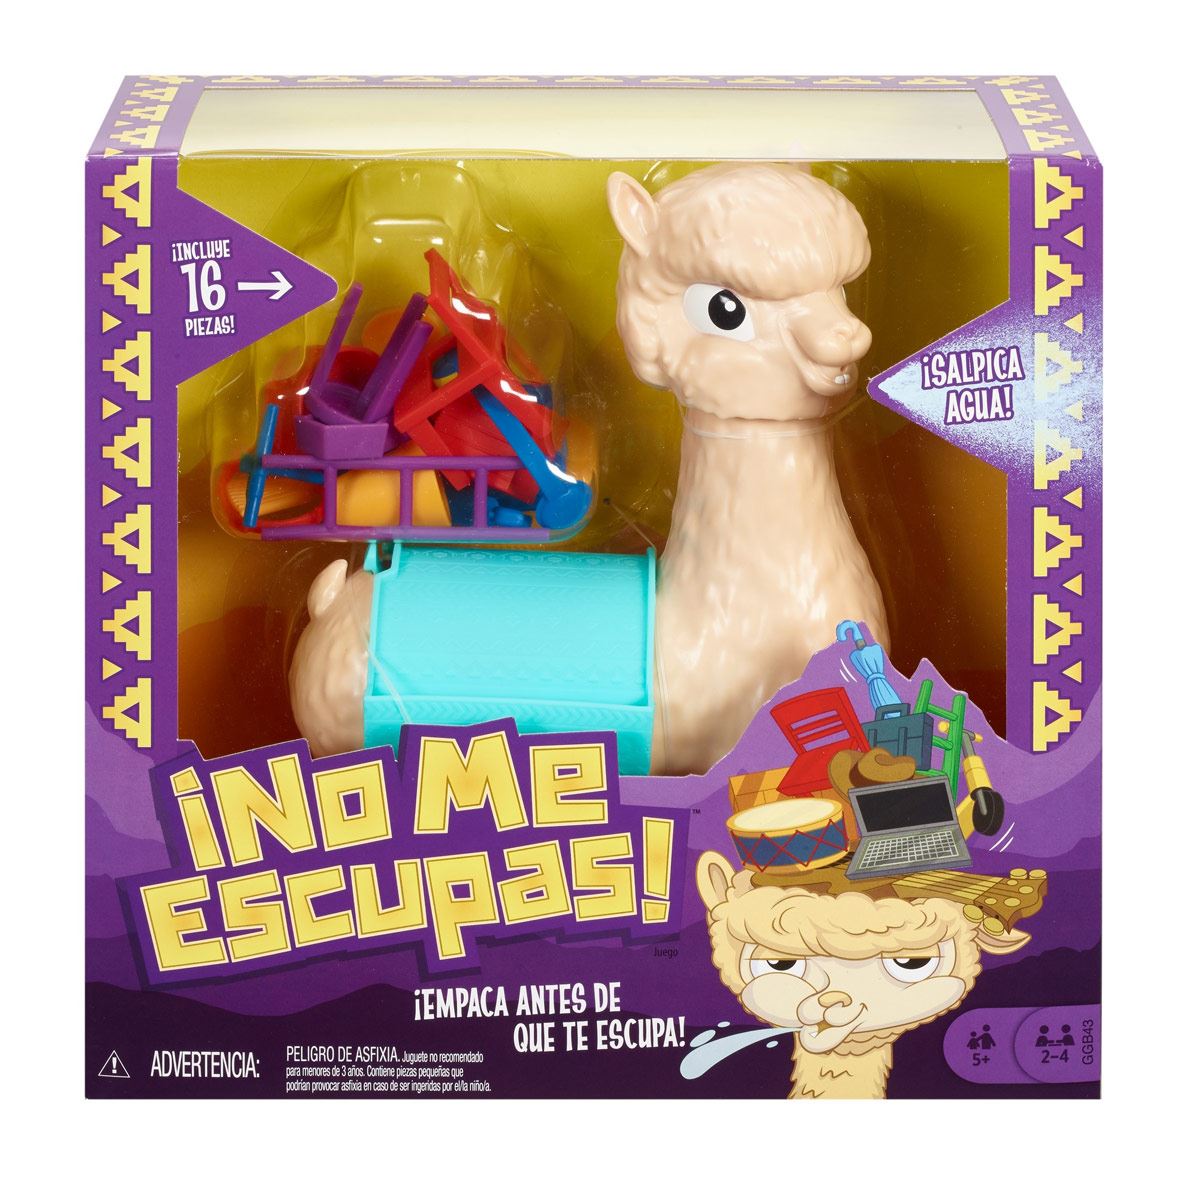 ¡INCLUYE
16
PIEZAS!
¡SALPICA
AGUA!
¡No Me
Escupas!
™
Juego
¡EMPACA ANTES DE
QUE TE ESCUPA!
ADVERTENCIA:
PELIGRO DE ASFIXIA. Juguete no recomendado
para menores de 3 años. Contiene piezas pequeñas que
podrían provocar asfixia en caso de ser ingeridas por el/la niño/a.
5+
2-4
GGB43